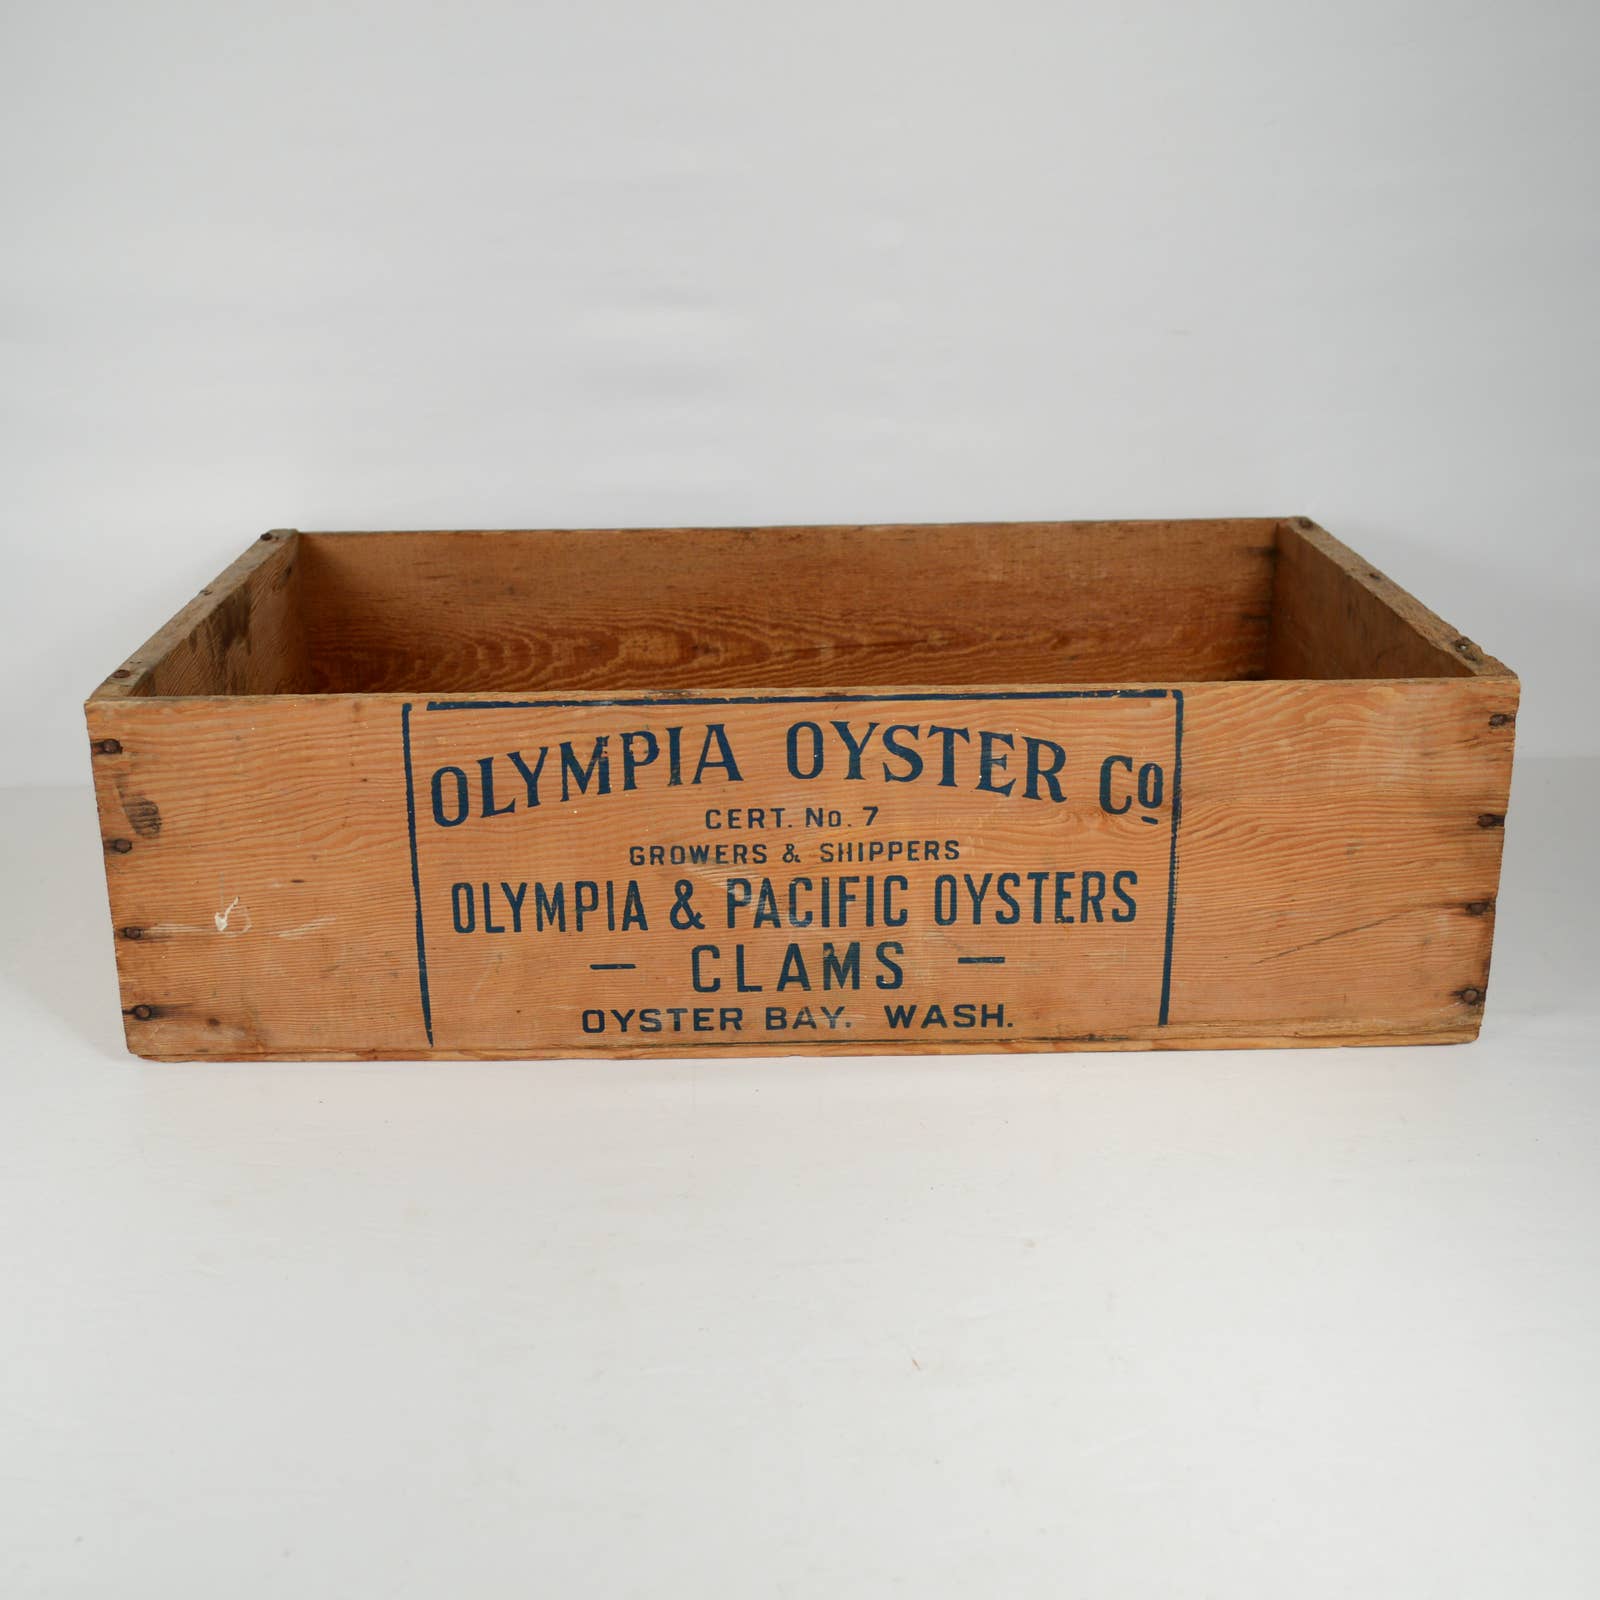 OLYMPIA OYSTER Co
CERT. No. 7
GROWERS & SHIPPERS
OLYMPIA & PACIFIC OYSTERS
— CLAMS —
OYSTER BAY. WASH.